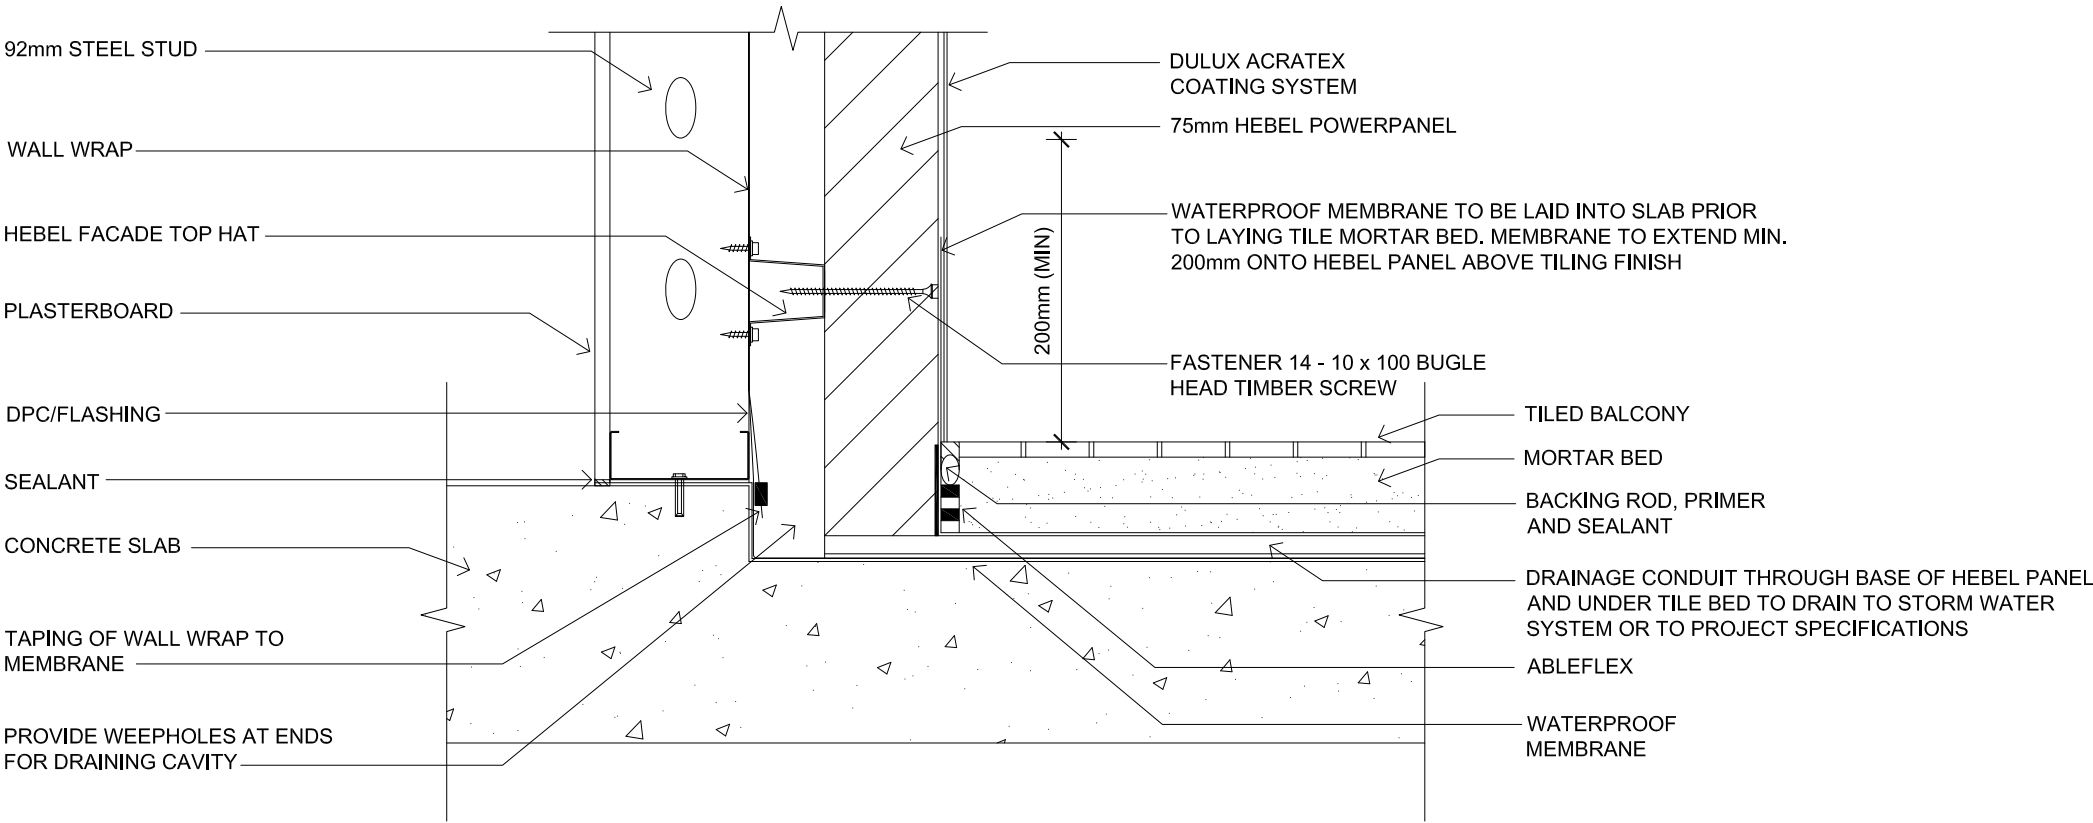 92mm STEEL STUD
WALL WRAP
HEBEL FACADE TOP HAT
PLASTERBOARD
DPC/FLASHING
SEALANT
CONCRETE SLAB
TAPING OF WALL WRAP TO
MEMBRANE
PROVIDE WEEPHOLES AT ENDS
FOR DRAINING CAVITY
DULUX ACRATEX
COATING SYSTEM
75mm HEBEL POWERPANEL
WATERPROOF MEMBRANE TO BE LAID INTO SLAB PRIOR
TO LAYING TILE MORTAR BED. MEMBRANE TO EXTEND MIN.
200mm ONTO HEBEL PANEL ABOVE TILING FINISH
200mm (MIN)
FASTENER 14 - 10 x 100 BUGLE
HEAD TIMBER SCREW
TILED BALCONY
MORTAR BED
BACKING ROD, PRIMER
AND SEALANT
DRAINAGE CONDUIT THROUGH BASE OF HEBEL PANEL
AND UNDER TILE BED TO DRAIN TO STORM WATER
SYSTEM OR TO PROJECT SPECIFICATIONS
ABLEFLEX
WATERPROOF
MEMBRANE